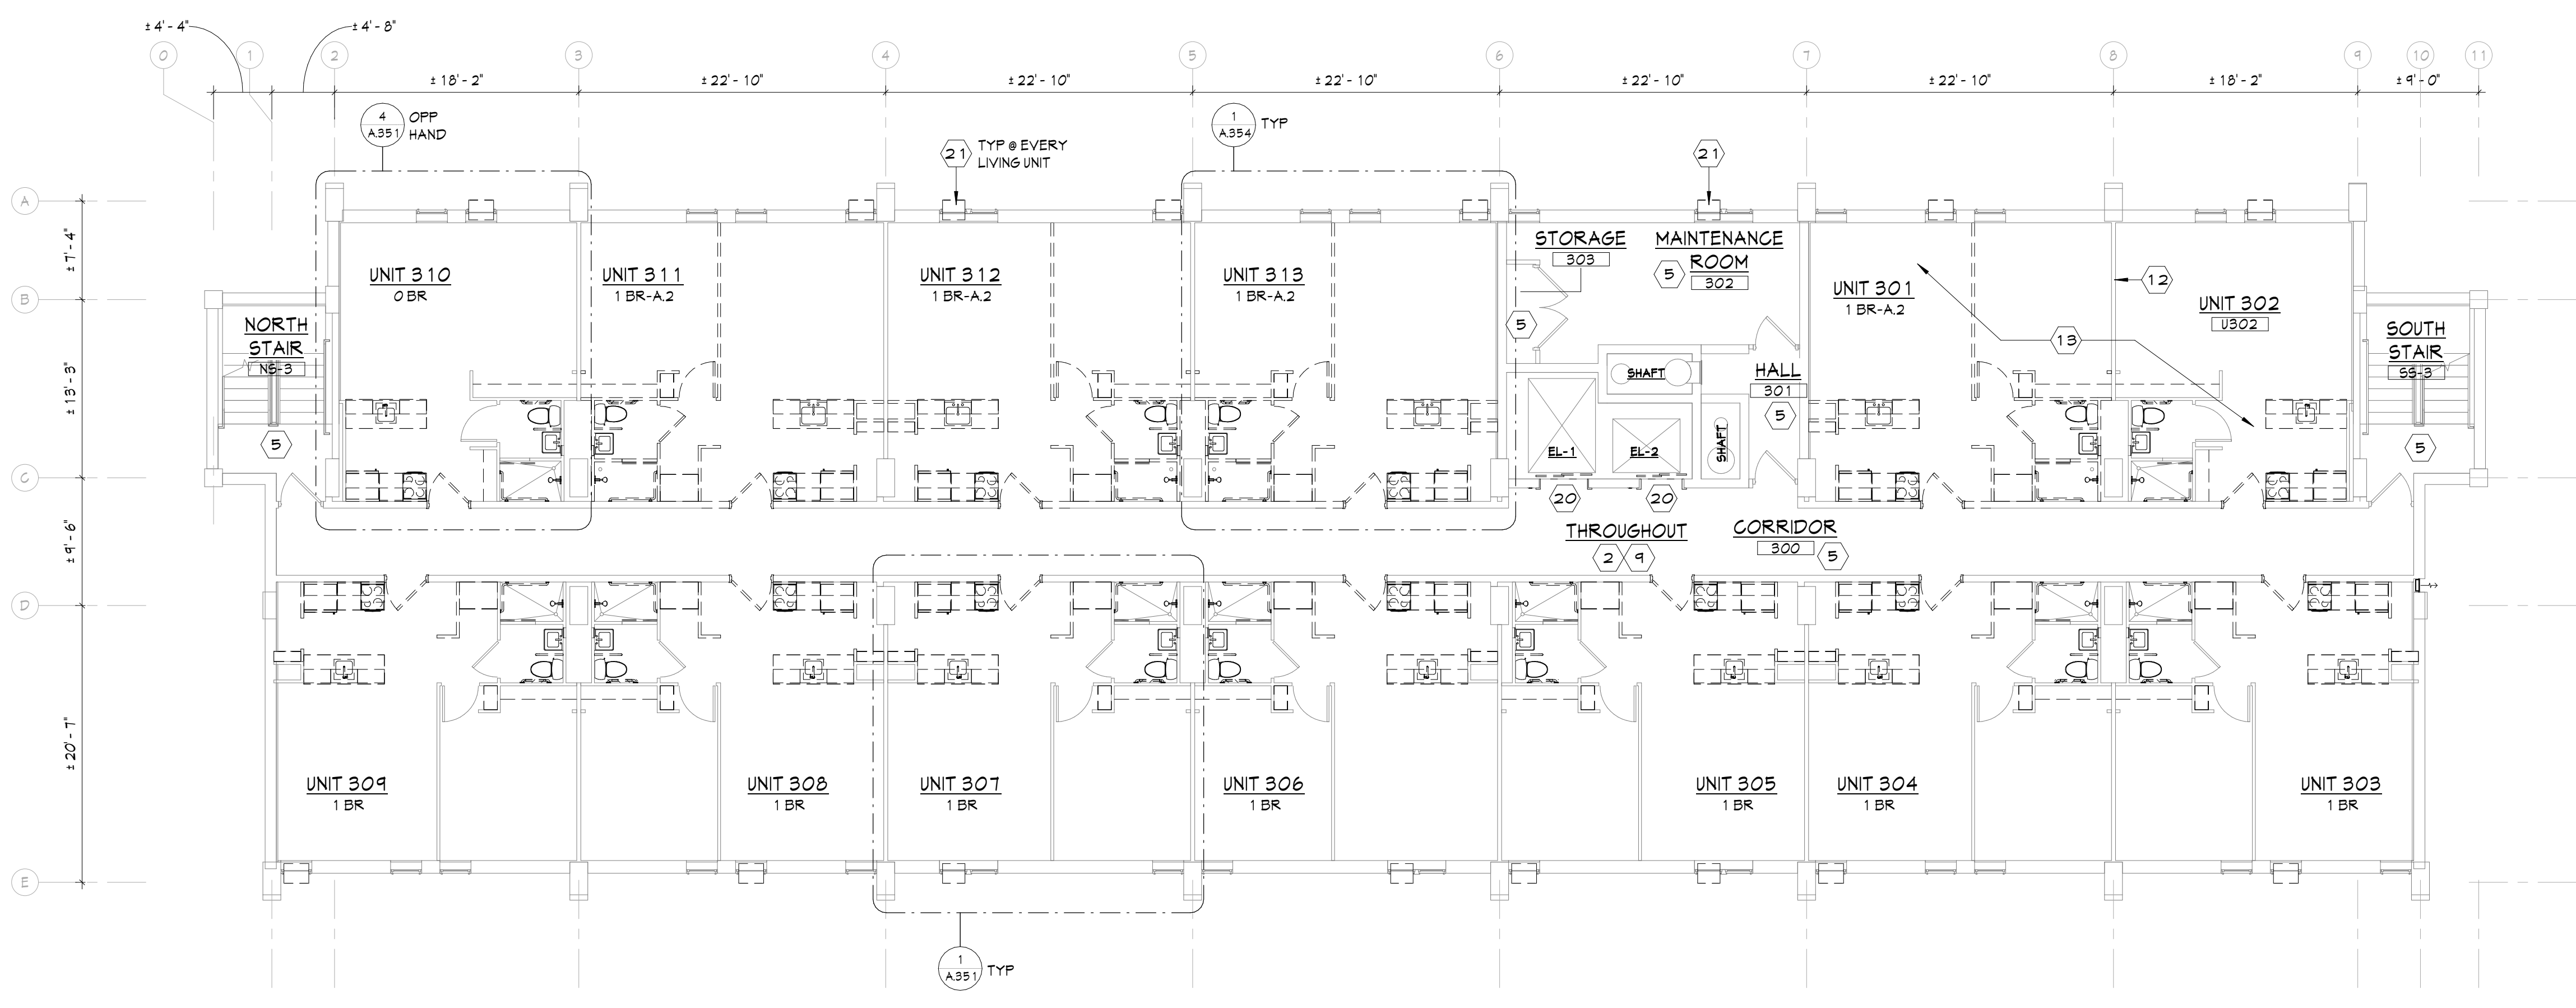 ± 4' - 4"
± 4' - 8"
0
1
2
3
4
5
6
7
8
9
10
11
± 18' - 2"
± 22' - 10"
± 22' - 10"
± 22' - 10"
± 22' - 10"
± 22' - 10"
± 18' - 2"
± 9' - 0"
4
A.351
OPP
HAND
21
TYP @ EVERY
LIVING UNIT
1
A.354
TYP
21
A
B
C
D
E
± 7' - 4"
± 13' - 3"
± 9' - 6"
± 20' - 7"
UNIT 310
0 BR
UNIT 311
1 BR-A.2
UNIT 312
1 BR-A.2
UNIT 313
1 BR-A.2
STORAGE
303
5
MAINTENANCE
ROOM
302
5
UNIT 301
1 BR-A.2
12
13
UNIT 302
U302
NORTH
STAIR
NS-3
5
SOUTH
STAIR
SS-3
5
SHAFT
HALL
301
5
EL-1
EL-2
SHAFT
20
20
THROUGHOUT
2
9
CORRIDOR
300
5
UNIT 309
1 BR
UNIT 308
1 BR
UNIT 307
1 BR
UNIT 306
1 BR
UNIT 305
1 BR
UNIT 304
1 BR
UNIT 303
1 BR
1
A.351
TYP